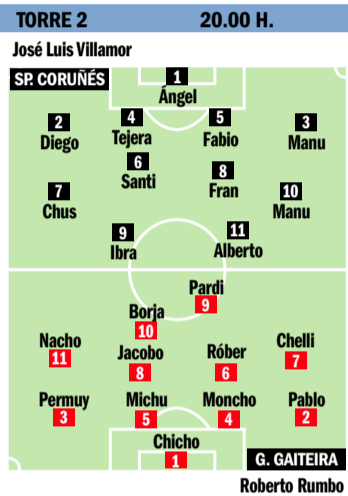 TORRE 2 20.00 H.
José Luis Villamor
SP. CORUÑÉS
1
Ángel
2
Diego
4
Tejera
5
Fabio
3
Manu
6
Santi
8
Fran
7
Chus
10
Manu
9
Ibra
11
Alberto
Pardi
9
Borja
10
Nacho
11
Jacobo
8
Róber
6
Chelli
7
Permuy
3
Michu
5
Moncho
4
Pablo
2
Chicho
1
G. GAITEIRA
Roberto Rumbo